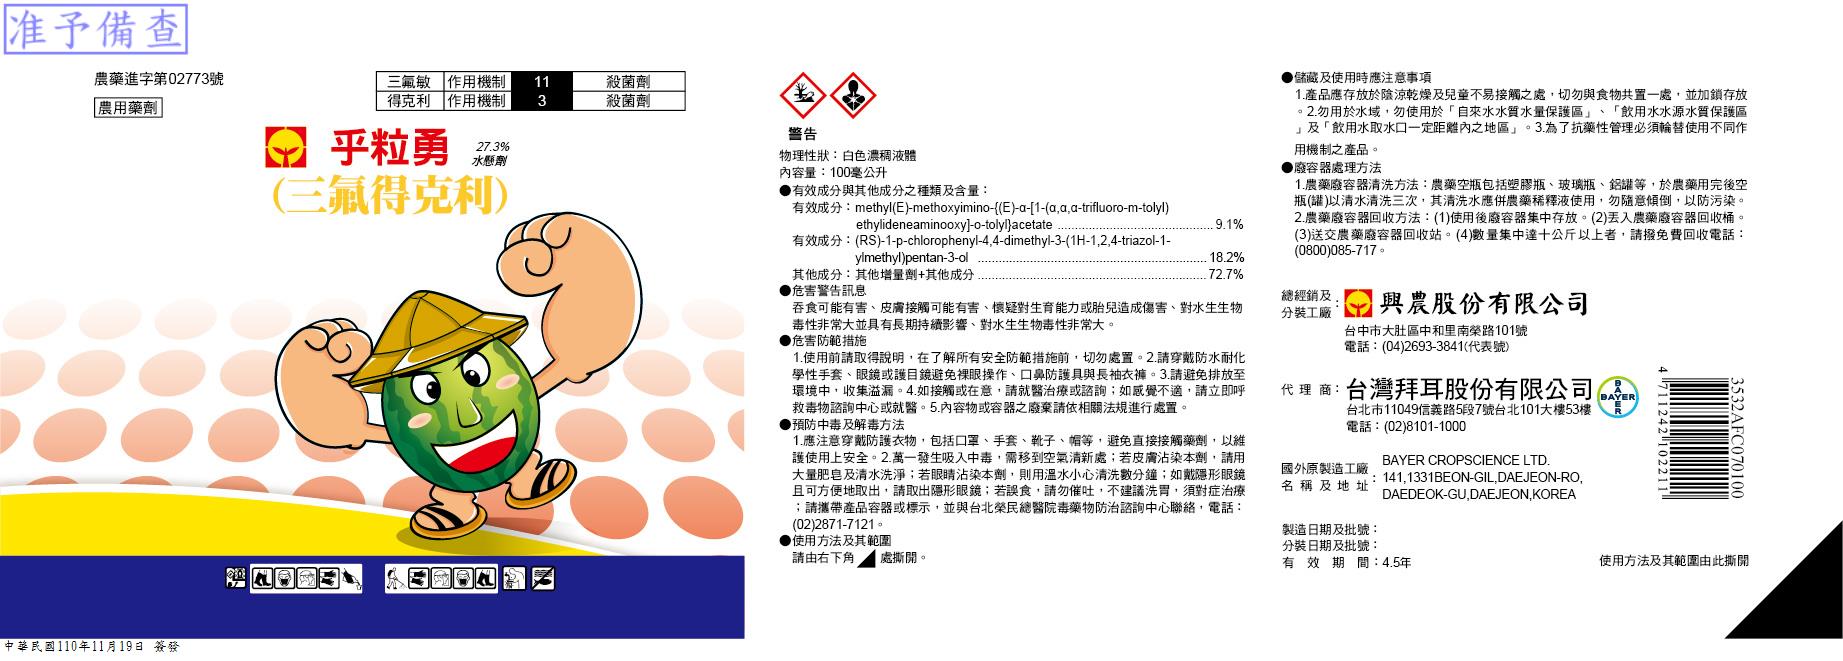 准予備查
農藥進字第02773號
農用藥劑
三氟敏 作用機制 11 殺菌劑
得克利 作用機制 3 殺菌劑
乎粒勇
27.3%
水懸劑
(三氟得克利)
中華民國110年11月19日 簽發
警告
物理性狀：白色濃稠液體
內容量：100毫公升
●有效成分與其他成分之種類及含量：
有效成分：methyl(E)-methoxyimino-{(E)-α-[1-(α,α,α-trifluoro-m-tolyl)
ethylideneaminooxy]-o-tolyl}acetate ............................................ 9.1%
有效成分：(RS)-1-p-chlorophenyl-4,4-dimethyl-3-(1H-1,2,4-triazol-1-
ylmethyl)pentan-3-ol ................................................................. 18.2%
其他成分：其他增量劑+其他成分 ................................................................. 72.7%
●危害警告訊息
吞食可能有害、皮膚接觸可能有害、懷疑對生育能力或胎兒造成傷害、對水生生物
毒性非常大並具有長期持續影響、對水生生物毒性非常大。
●危害防範措施
1.使用前請取得說明，在了解所有安全防範措施前，切勿處置。2.請穿戴防水耐化
學性手套、眼鏡或護目鏡避免裸眼操作、口鼻防護具與長袖衣褲。3.請避免排放至
環境中，收集溢漏。4.如接觸或在意，請就醫治療或諮詢；如感覺不適，請立即呼
救毒物諮詢中心或就醫。5.內容物或容器之廢棄請依相關法規進行處置。
●預防中毒及解毒方法
1.應注意穿戴防護衣物，包括口罩、手套、靴子、帽等，避免直接接觸藥劑，以維
護使用上安全。2.萬一發生吸入中毒，需移到空氣清新處；若皮膚沾染本劑，請用
大量肥皂及清水洗淨；若眼睛沾染本劑，則用溫水小心清洗數分鐘；如戴隱形眼鏡
且可方便地取出，請取出隱形眼鏡；若誤食，請勿催吐，不建議洗胃，須對症治療
；請攜帶產品容器或標示，並與台北榮民總醫院毒藥物防治諮詢中心聯絡，電話：
(02)2871-7121。
●使用方法及其範圍
請由右下角 處撕開。
●儲藏及使用時應注意事項
1.產品應存放於陰涼乾燥及兒童不易接觸之處，切勿與食物共置一處，並加鎖存放
。2.勿用於水域，勿使用於「自來水水質水量保護區」、「飲用水水源水質保護區
」及「飲用水取水口一定距離內之地區」。3.為了抗藥性管理必須輪替使用不同作
用機制之產品。
●廢容器處理方法
1.農藥廢容器清洗方法：農藥空瓶包括塑膠瓶、玻璃瓶、鋁罐等，於農藥用完後空
瓶(罐)以清水清洗三次，其清洗水應併農藥稀釋液使用，勿隨意傾倒，以防污染。
2.農藥廢容器回收方法：(1)使用後廢容器集中存放。(2)丟入農藥廢容器回收桶。
(3)送交農藥廢容器回收站。(4)數量集中達十公斤以上者，請撥免費回收電話：
(0800)085-717。
總經銷及
分裝工廠：
興農股份有限公司
台中市大肚區中和里南榮路101號
電話：(04)2693-3841(代表號)
代理商：台灣拜耳股份有限公司
BAYER
BAYER
台北市11049信義路5段7號台北101大樓53樓
電話：(02)8101-1000
國外原製造工廠
名稱及地址：
BAYER CROPSCIENCE LTD.
141,1331BEON-GIL,DAEJEON-RO,
DAEDEOK-GU,DAEJEON,KOREA
4 711242 102211
3532AFC070100
製造日期及批號：
分裝日期及批號：
有效期間：4.5年
使用方法及其範圍由此撕開